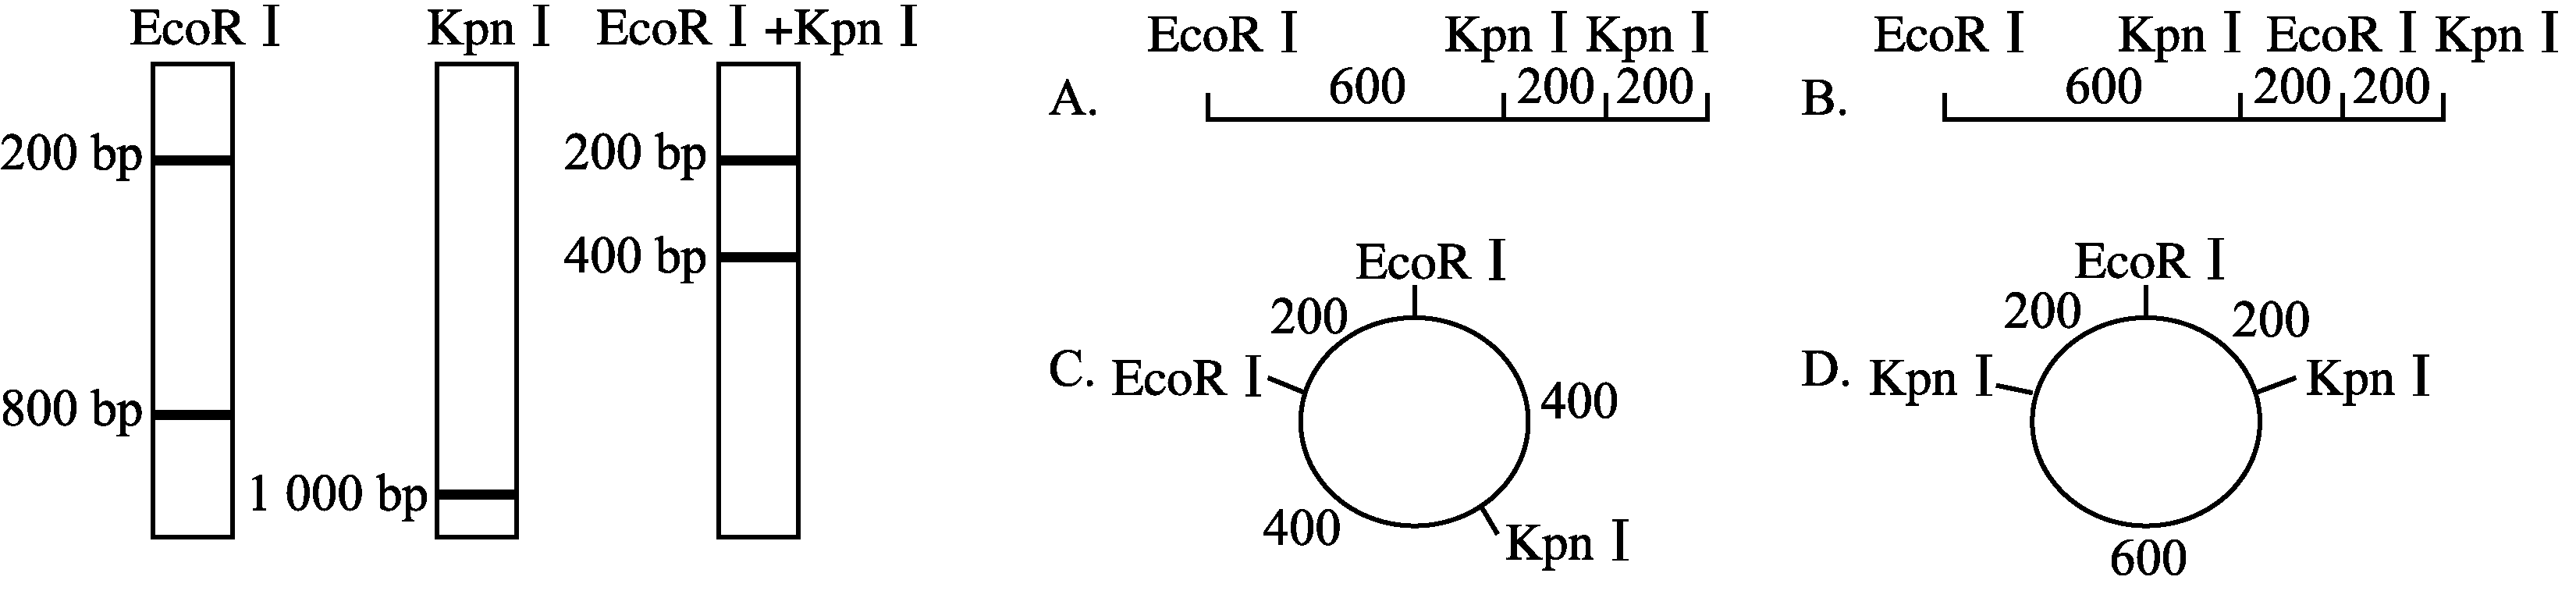 EcoR Ⅰ
Kpn Ⅰ
EcoR Ⅰ +Kpn Ⅰ
200 bp
800 bp
1 000 bp
200 bp
400 bp
A.
EcoR Ⅰ Kpn Ⅰ Kpn Ⅰ
600 200 200
B.
EcoR Ⅰ Kpn Ⅰ EcoR Ⅰ Kpn Ⅰ
600 200 200
C.
EcoR Ⅰ
200
EcoR Ⅰ
400
400
Kpn Ⅰ
D.
EcoR Ⅰ
200 200
Kpn Ⅰ Kpn Ⅰ
600